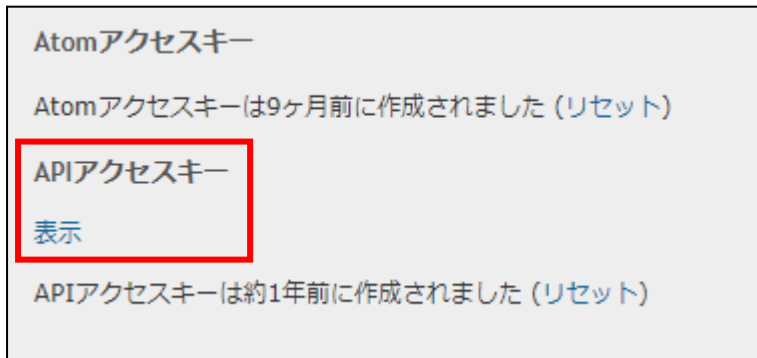 Atomアクセスキー
Atomアクセスキーは9ヶ月前に作成されました (リセット)
APIアクセスキー
表示
APIアクセスキーは約1年前に作成されました (リセット)